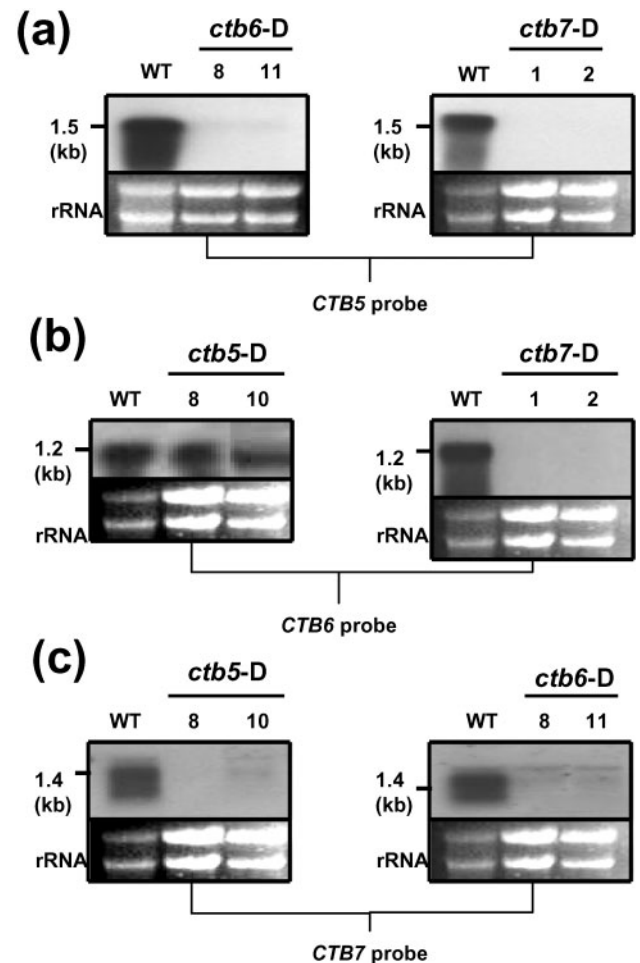 (a)
ctb6-D ctb7-D
WT 8 11 WT 1 2
1.5 1.5
(kb) (kb)
rRNA rRNA
CTB5 probe
(b)
ctb5-D ctb7-D
WT 8 10 WT 1 2
1.2 1.2
(kb) (kb)
rRNA rRNA
CTB6 probe
(c)
ctb5-D ctb6-D
WT 8 10 WT 8 11
1.4 1.4
(kb) (kb)
rRNA rRNA
CTB7 probe